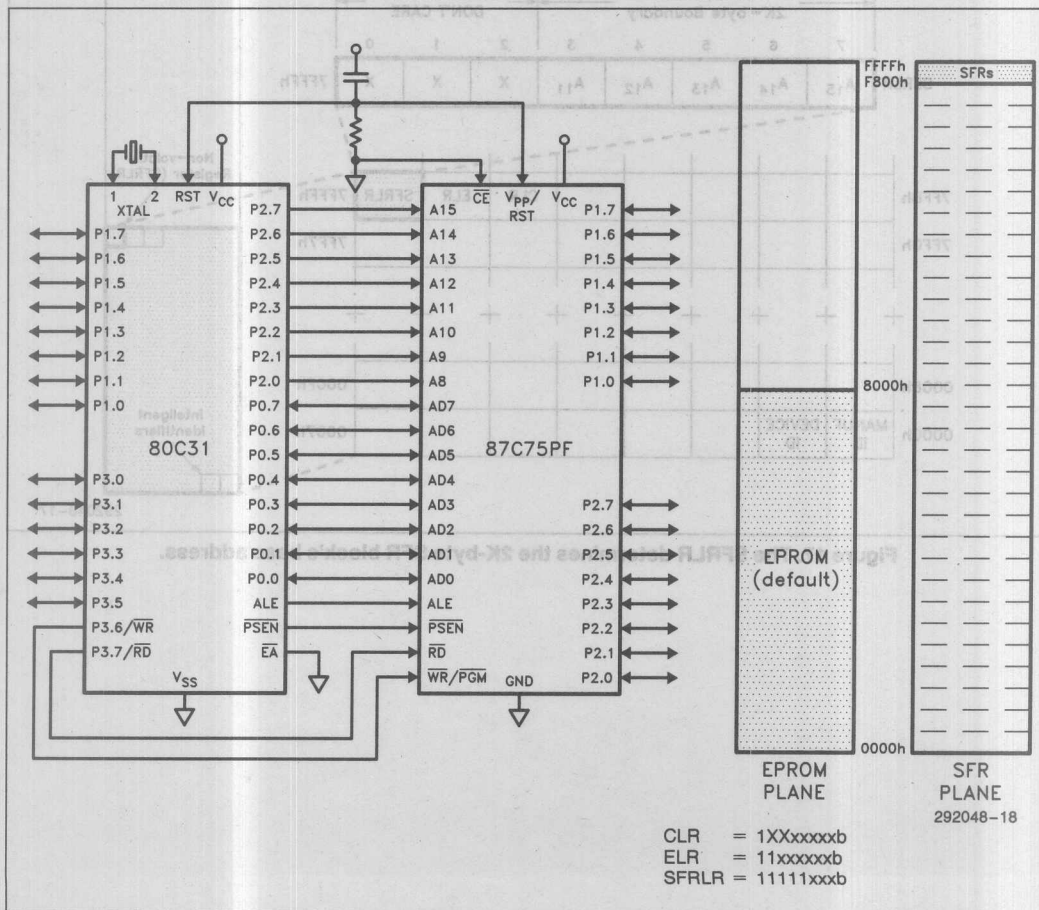 FFFFh
F800h
SFRs
1 2
XTAL
RST VCC
CE VPP/RST VCC
P1.7
P1.6
P1.5
P1.4
P1.3
P1.2
P1.1
P1.0
80C31
P3.0
P3.1
P3.2
P3.3
P3.4
P3.5
P3.6/WR
P3.7/RD
VSS
P2.7
P2.6
P2.5
P2.4
P2.3
P2.2
P2.1
P2.0
P0.7
P0.6
P0.5
P0.4
P0.3
P0.2
P0.1
P0.0
ALE
PSEN
EA
A15
A14
A13
A12
A11
A10
A9
A8
AD7
AD6
AD5
AD4
AD3
AD2
AD1
AD0
ALE
PSEN
RD
WR/PGM
GND
87C75PF
P1.7
P1.6
P1.5
P1.4
P1.3
P1.2
P1.1
P1.0
P2.7
P2.6
P2.5
P2.4
P2.3
P2.2
P2.1
P2.0
8000h
EPROM
(default)
0000h
EPROM
PLANE
SFR
PLANE
292048-18
CLR = 1XXxxxxxb
ELR = 11xxxxxxb
SFRLR = 11111xxxb